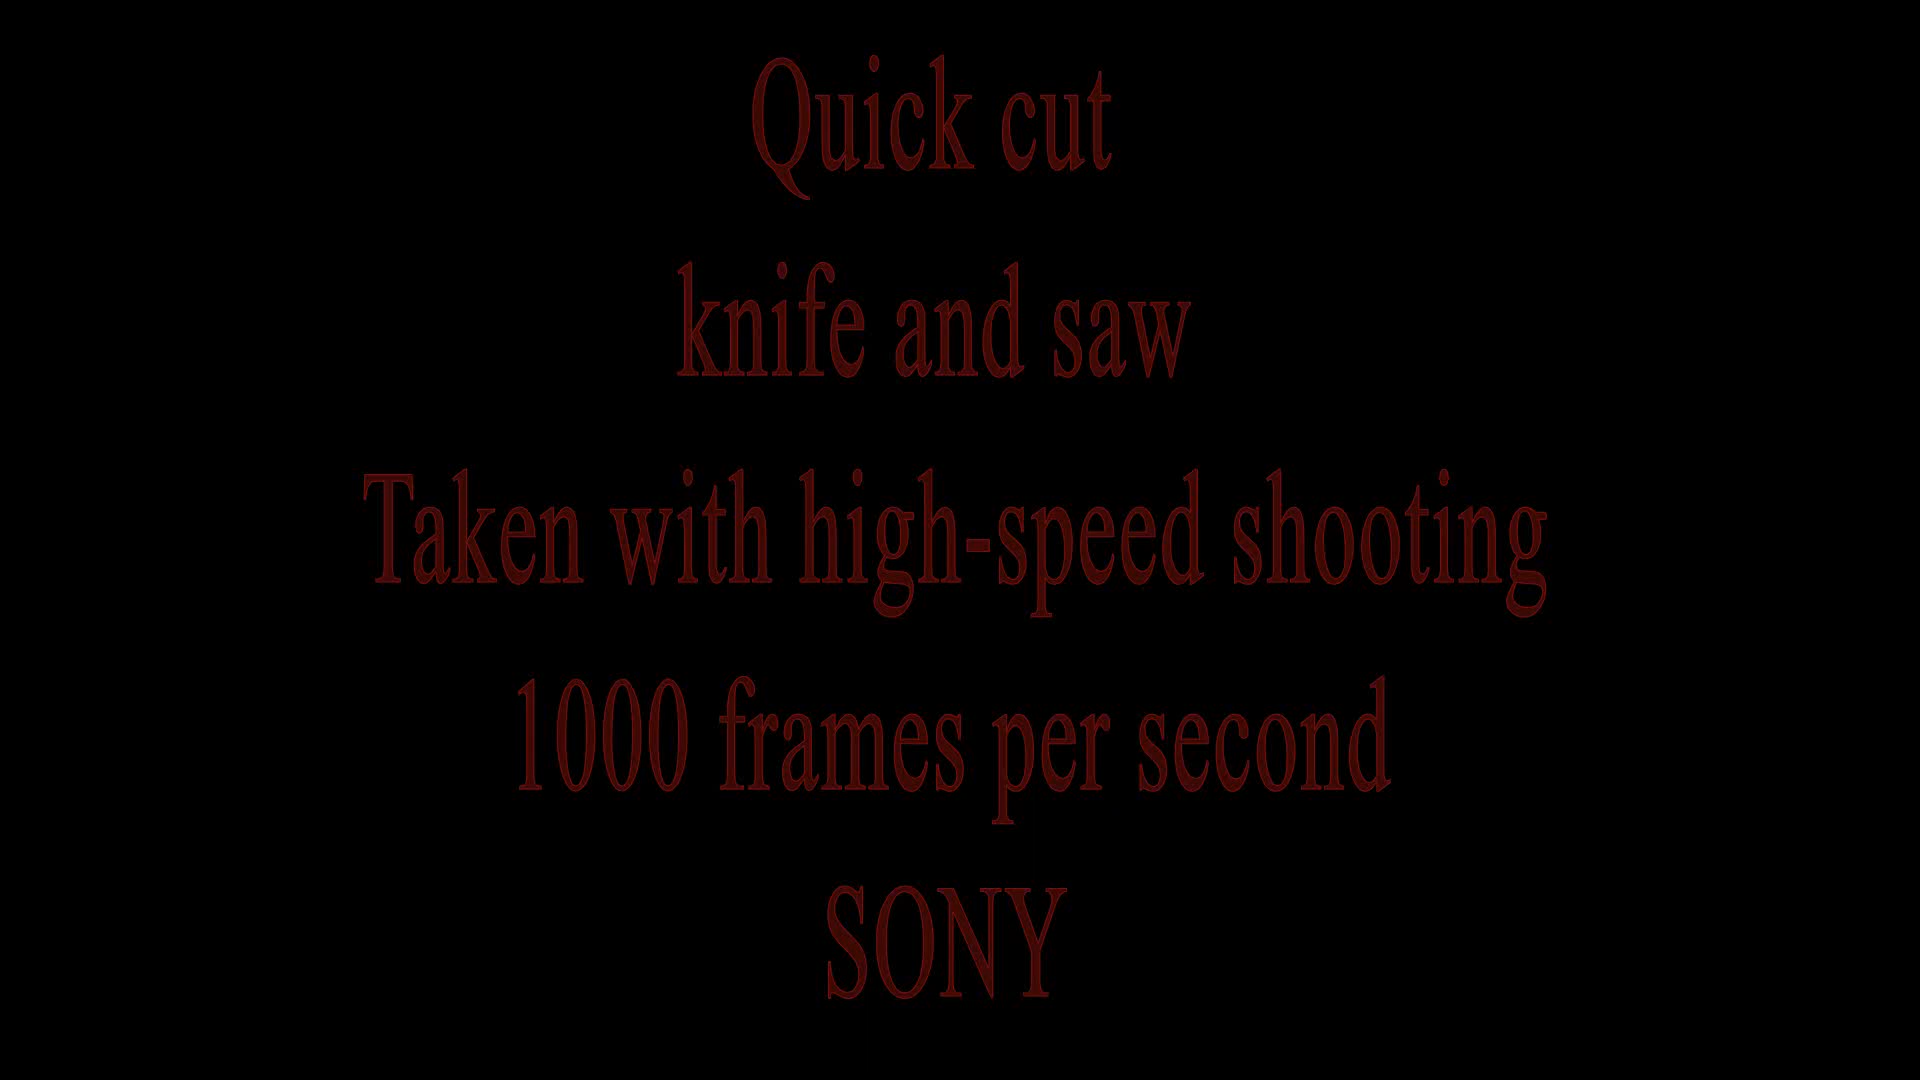 Quick cut
knife and saw
Taken with high-speed shooting
1000 frames per second
SONY